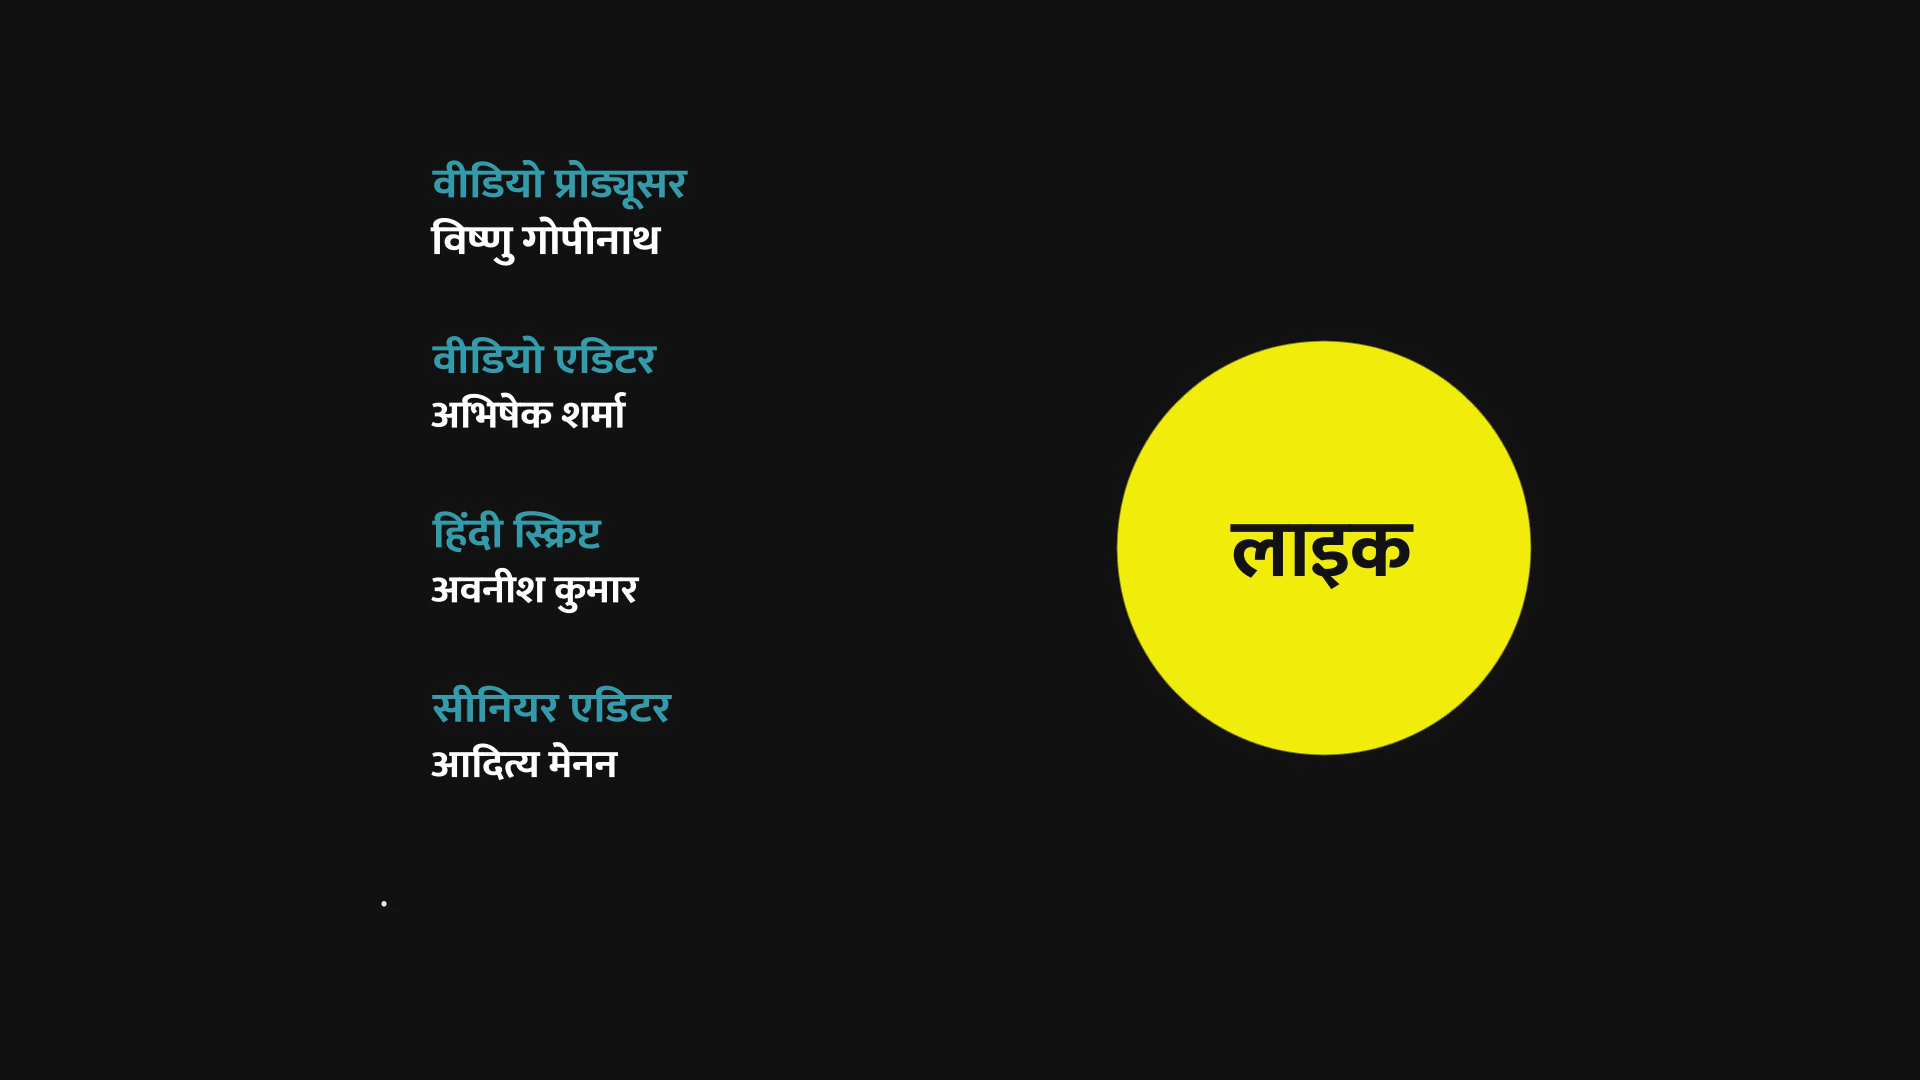 वीडियो प्रोड्यूसर
विष्णु गोपीनाथ
वीडियो एडिटर
अभिषेक शर्मा
हिंदी स्क्रिप्ट
अवनीश कुमार
सीनियर एडिटर
आदित्य मेनन
लाइक